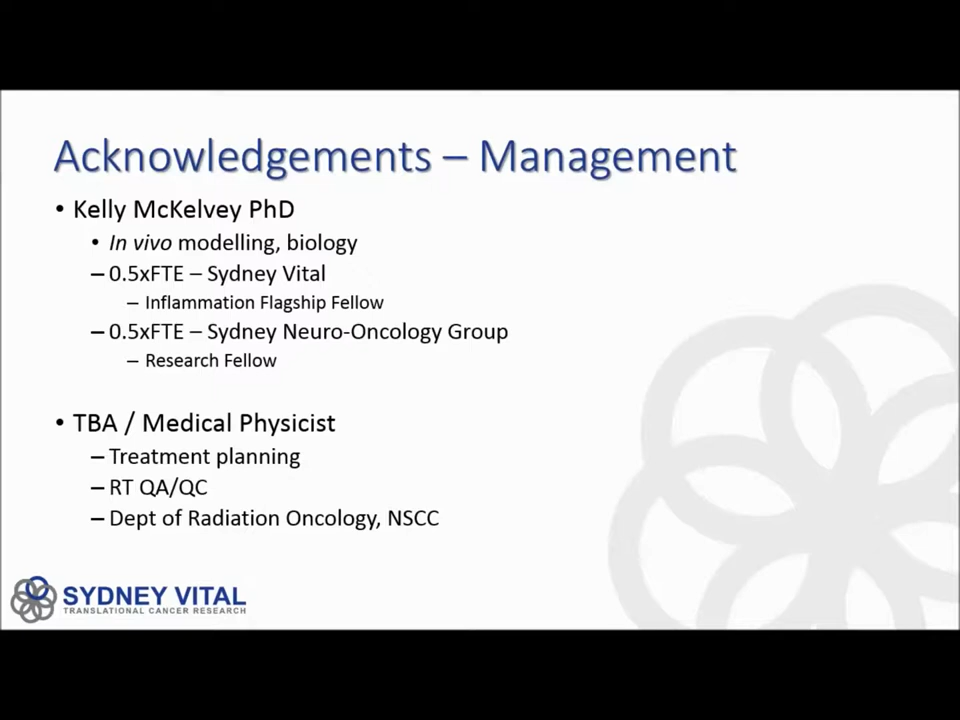 Acknowledgements – Management
• Kelly McKelvey PhD
• In vivo modelling, biology
– 0.5xFTE – Sydney Vital
– Inflammation Flagship Fellow
– 0.5xFTE – Sydney Neuro-Oncology Group
– Research Fellow
• TBA / Medical Physicist
– Treatment planning
– RT QA/QC
– Dept of Radiation Oncology, NSCC
SYDNEY VITAL
TRANSLATIONAL CANCER RESEARCH